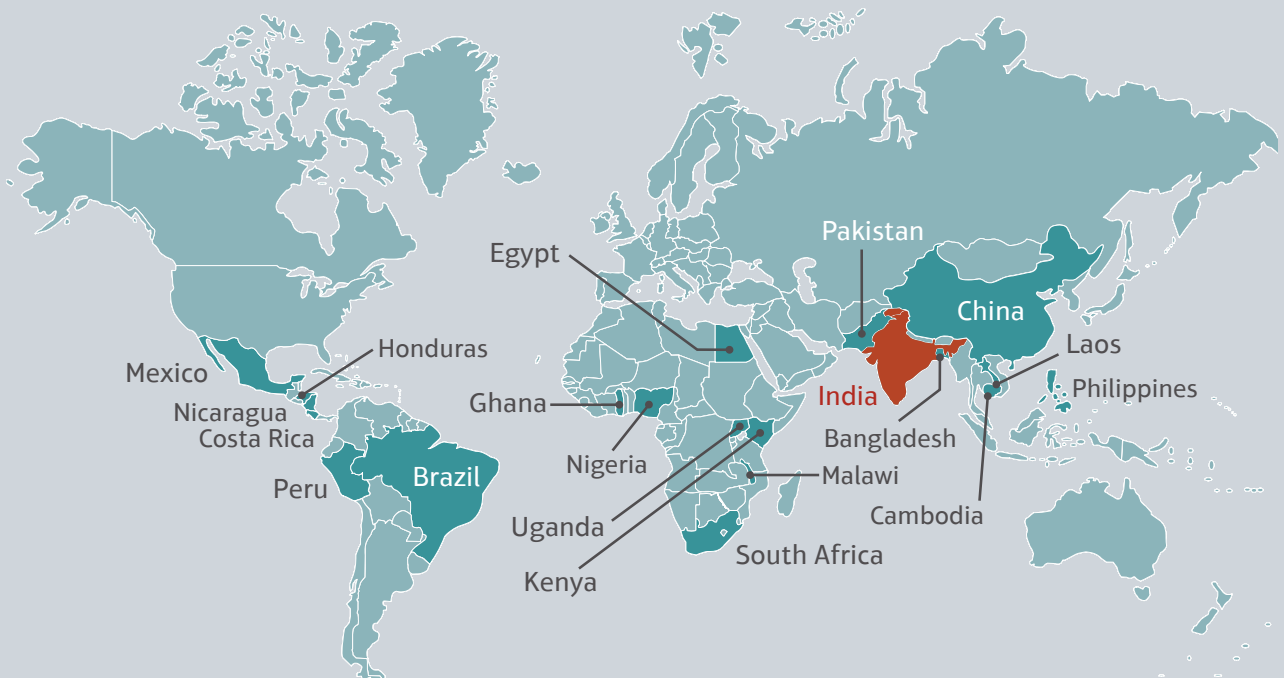 Pakistan
Egypt
China
Honduras
Laos
Mexico
Philippines
India
Ghana
Nicaragua
Costa Rica
Bangladesh
Nigeria
Malawi
Brazil
Peru
Cambodia
Uganda
South Africa
Kenya